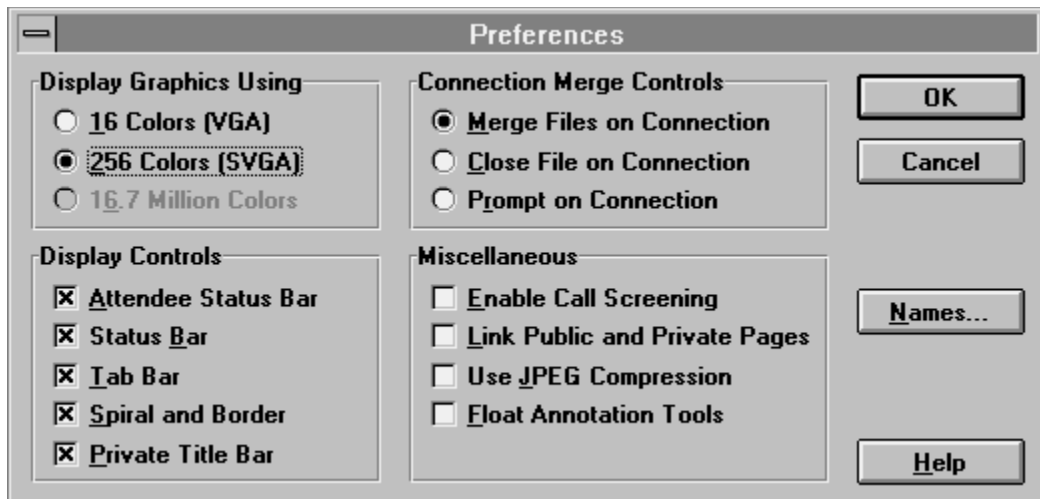 Preferences
Display Graphics Using
16 Colors (VGA)
256 Colors (SVGA)
16.7 Million Colors
Connection Merge Controls
Merge Files on Connection
Close File on Connection
Prompt on Connection
OK
Cancel
Display Controls
Attendee Status Bar
Status Bar
Tab Bar
Spiral and Border
Private Title Bar
Miscellaneous
Enable Call Screening
Link Public and Private Pages
Use JPEG Compression
Float Annotation Tools
Names...
Help